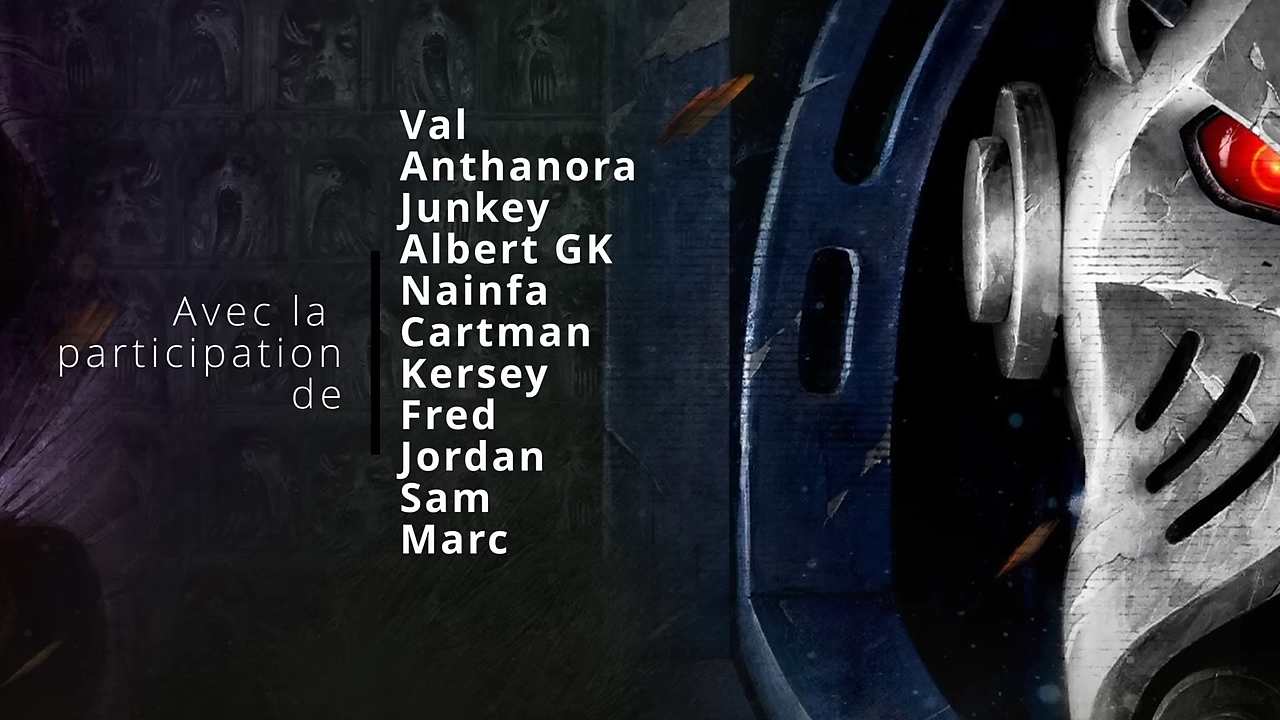 Avec la
participation
de
Val
Anthanora
Junkey
Albert GK
Nainfa
Cartman
Kersey
Fred
Jordan
Sam
Marc